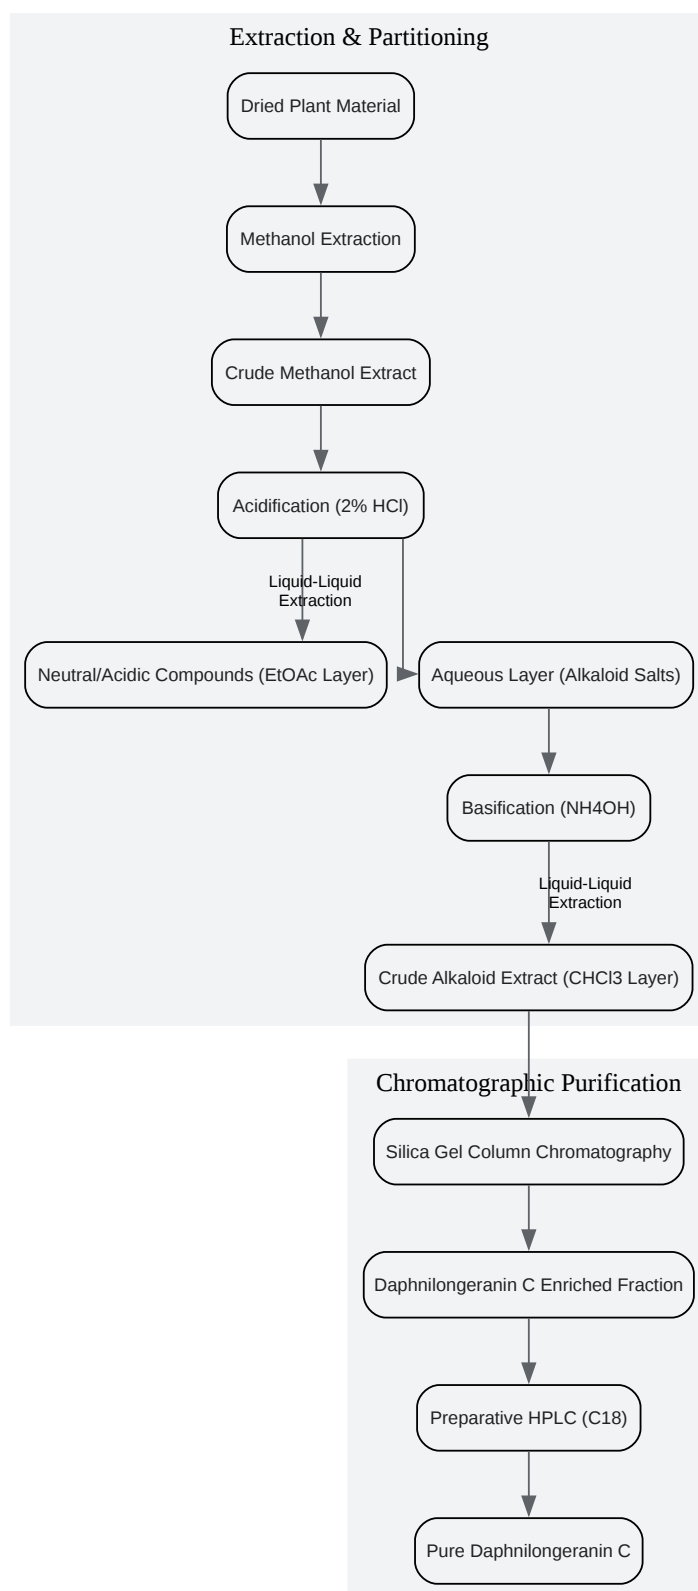 Extraction & Partitioning
Dried Plant Material
Methanol Extraction
Crude Methanol Extract
Acidification (2% HCl)
Liquid-Liquid
Extraction
Neutral/Acidic Compounds (EtOAc Layer)
Aqueous Layer (Alkaloid Salts)
Basification (NH4OH)
Liquid-Liquid
Extraction
Crude Alkaloid Extract (CHCl3 Layer)
Chromatographic Purification
Silica Gel Column Chromatography
Daphnilongeranin C Enriched Fraction
Preparative HPLC (C18)
Pure Daphnilongeranin C